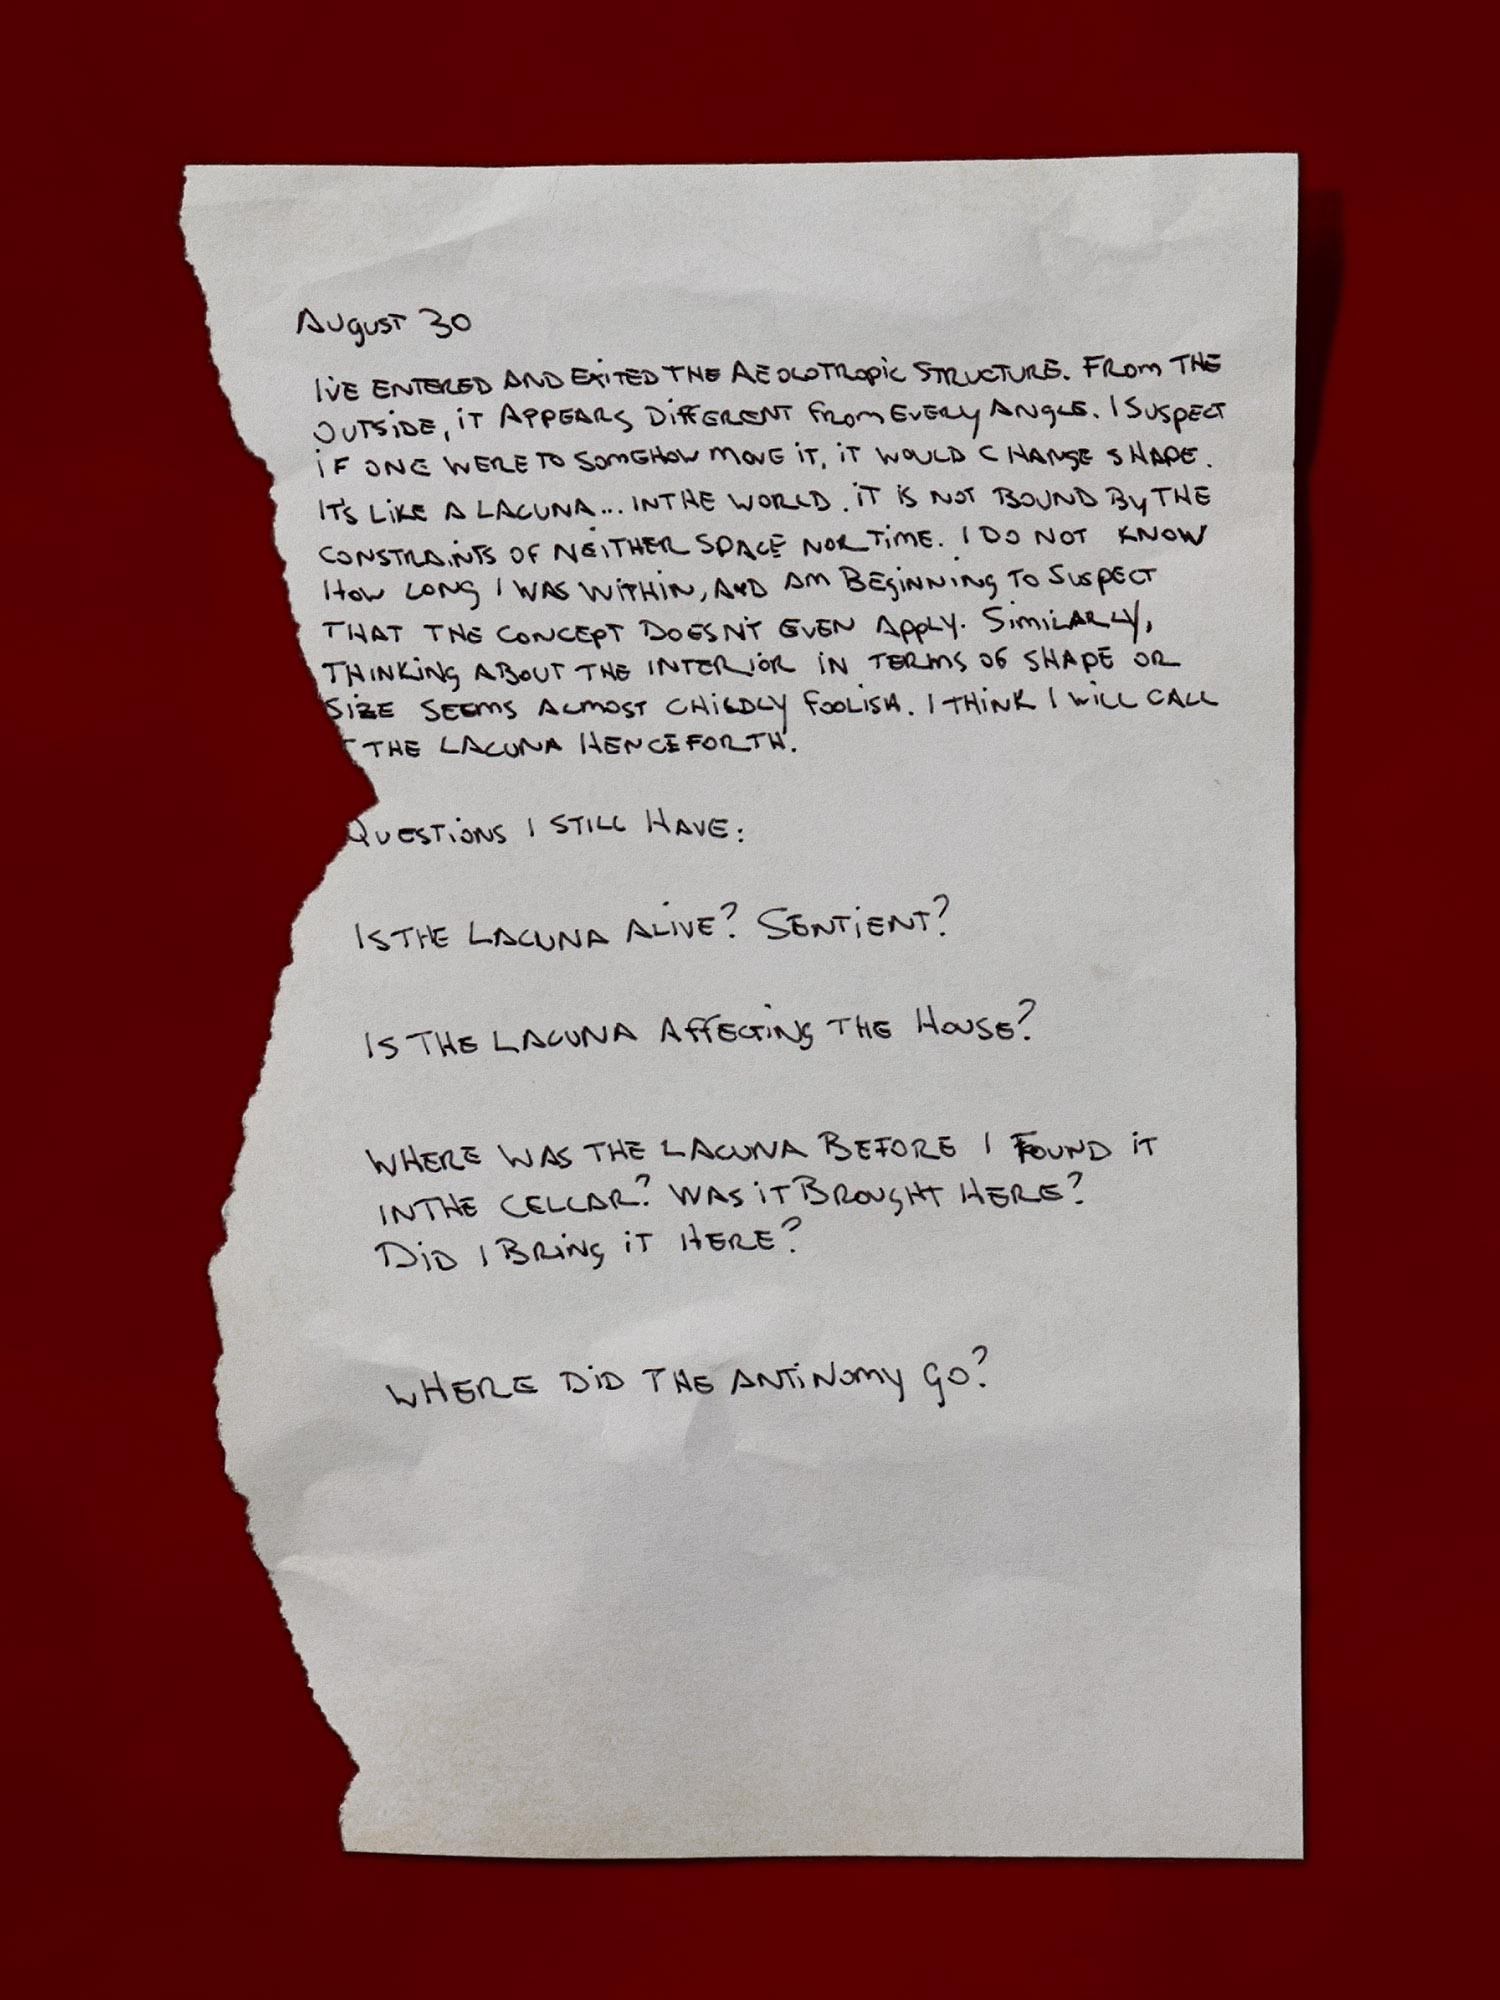 August 30
I've entered and exited the Aeolotropic structure. From the
outside, it appears different from every angle. I suspect
if one were to somehow move it, it would change shape.
It's like a lacuna... in the world. It is not bound by the
constraints of neither space nor time. I do not know
how long I was within, and am beginning to suspect
that the concept doesn't even apply. Similarly,
thinking about the interior in terms of shape or
size seems almost childly foolish. I think I will call
the Lacuna henceforth.
Questions I still have:
Is the Lacuna alive? Sentient?
Is the Lacuna affecting the house?
Where was the Lacuna before I found it
in the cellar? Was it brought here?
Did I bring it here?
Where did the antinomy go?